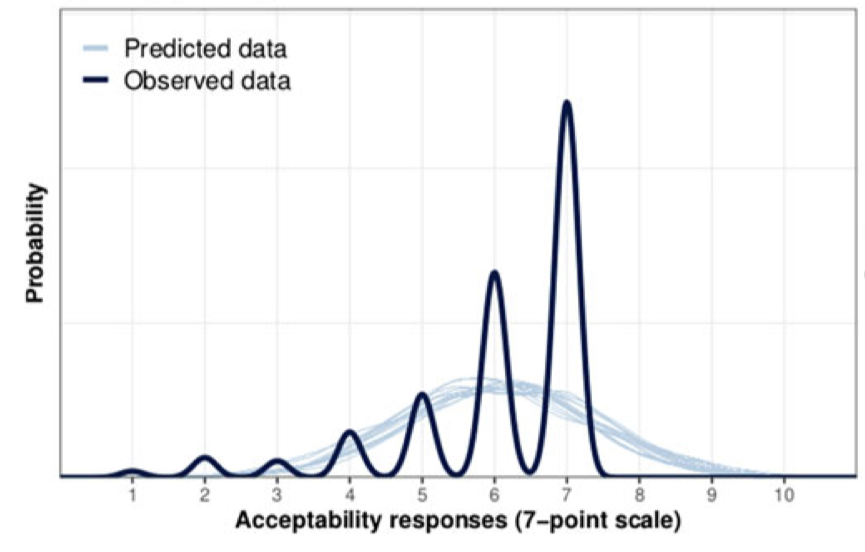 Predicted data
Observed data
Probability
1 2 3 4 5 6 7 8 9 10
Acceptability responses (7–point scale)